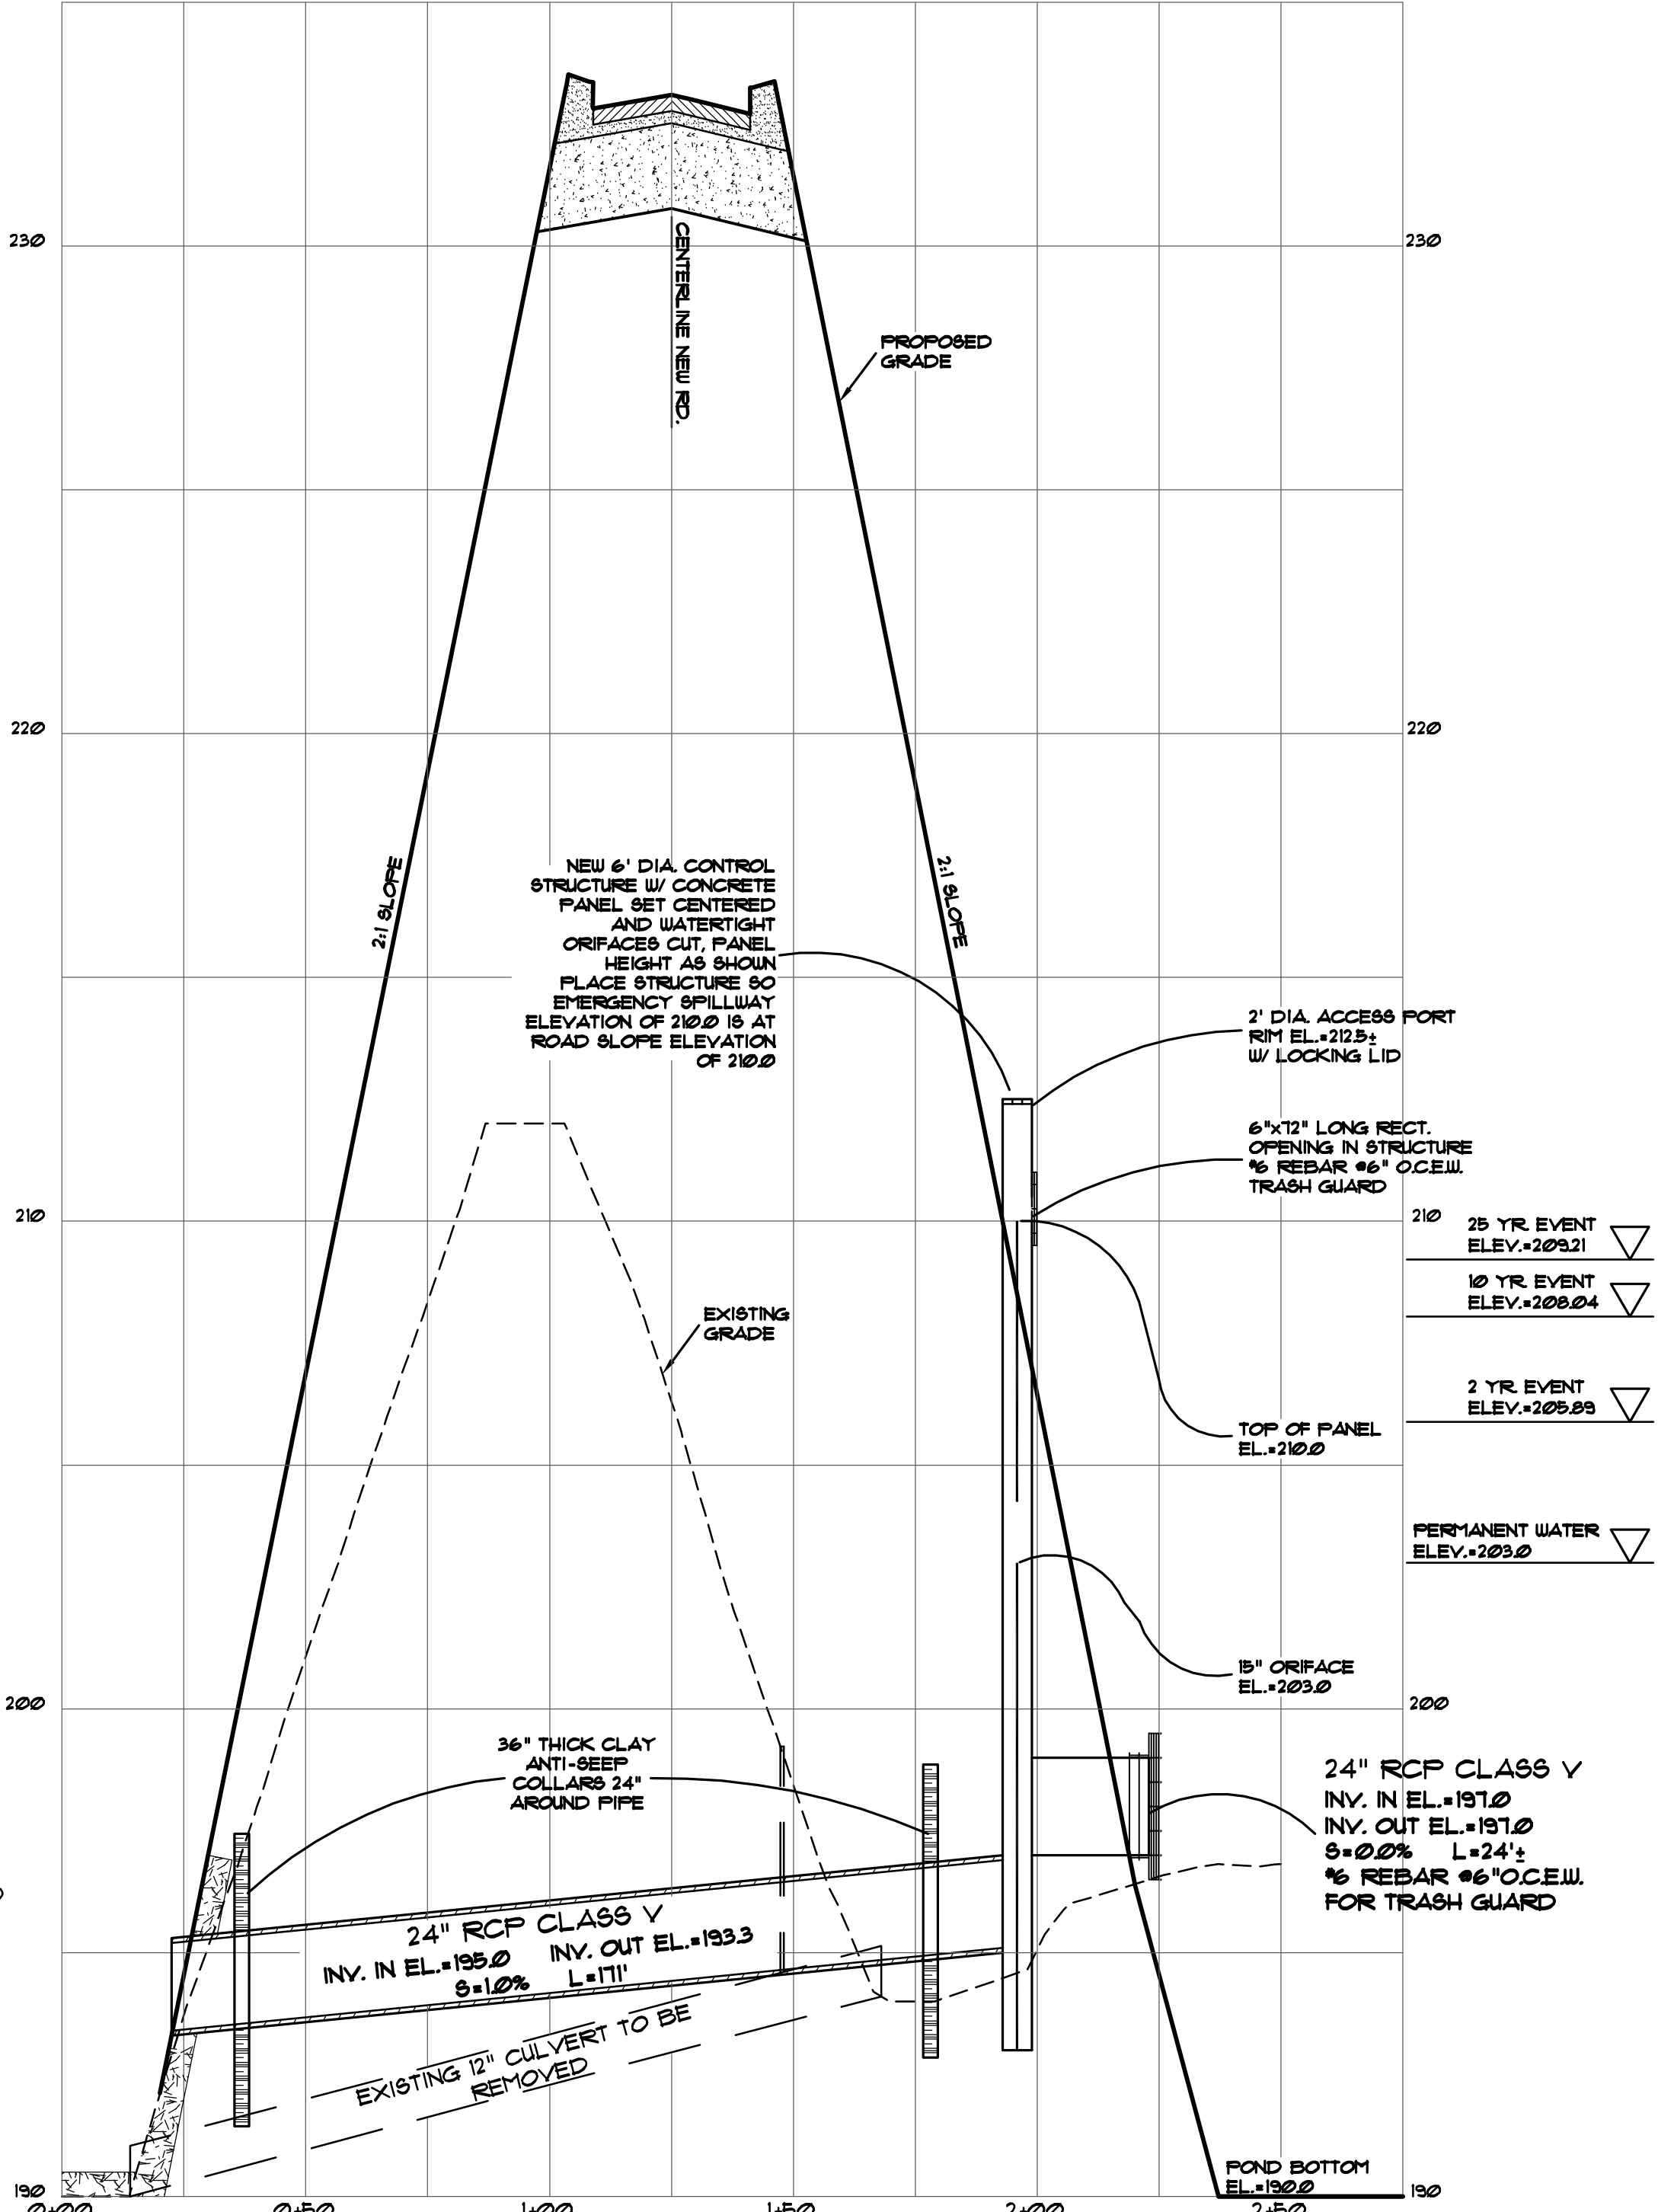 230
230
CENTERLINE NEW RD.
PROPOSED
GRADE
220
220
2:1 SLOPE
2:1 SLOPE
NEW 6' DIA. CONTROL
STRUCTURE W/ CONCRETE
PANEL SET CENTERED
AND WATERTIGHT
ORIFACES CUT, PANEL
HEIGHT AS SHOWN
PLACE STRUCTURE SO
EMERGENCY SPILLWAY
ELEVATION OF 210.0 IS AT
ROAD SLOPE ELEVATION
OF 210.0
2' DIA. ACCESS PORT
RIM EL.=212.5±
W/ LOCKING LID
6"x72" LONG RECT.
OPENING IN STRUCTURE
#6 REBAR @6" O.C.E.W.
TRASH GUARD
210
210
25 YR. EVENT
ELEV.=209.21
10 YR. EVENT
ELEV.=208.04
EXISTING
GRADE
2 YR. EVENT
ELEV.=205.89
TOP OF PANEL
EL.=210.0
PERMANENT WATER
ELEV.=203.0
15" ORIFACE
EL.=203.0
200
200
36" THICK CLAY
ANTI-SEEP
COLLARS 24"
AROUND PIPE
24" RCP CLASS V
INV. IN EL.=197.0
INV. OUT EL.=197.0
S=0.0% L=24'±
#6 REBAR @6"O.C.E.W.
FOR TRASH GUARD
24" RCP CLASS V
INV. IN EL.=195.0 INV. OUT EL.=193.3
S=1.0% L=171'
EXISTING 12" CULVERT TO BE
REMOVED
POND BOTTOM
EL.=190.0
190
190
0+00 0+50 1+00 1+50 2+00 2+50